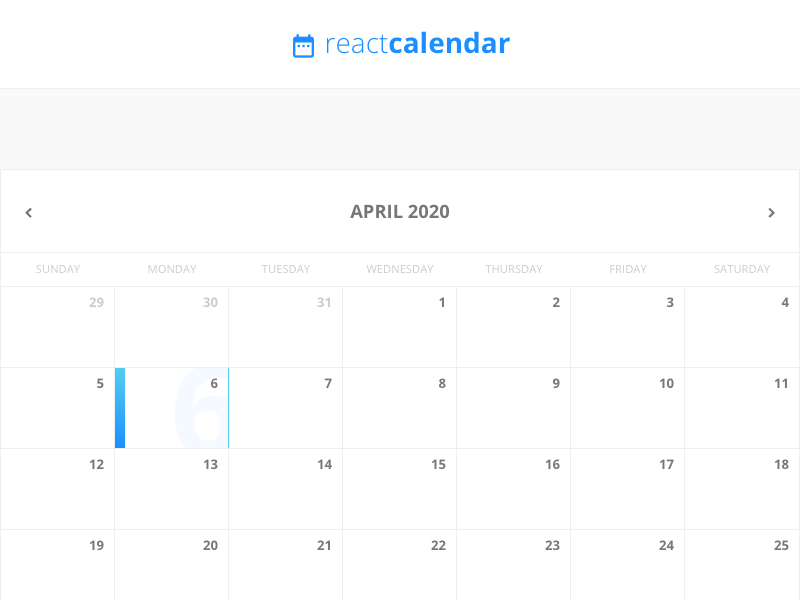 reactcalendar
APRIL 2020
SUNDAY MONDAY TUESDAY WEDNESDAY THURSDAY FRIDAY SATURDAY
29 30 31 1 2 3 4
5 6 6 7 8 9 10 11
12 13 14 15 16 17 18
19 20 21 22 23 24 25